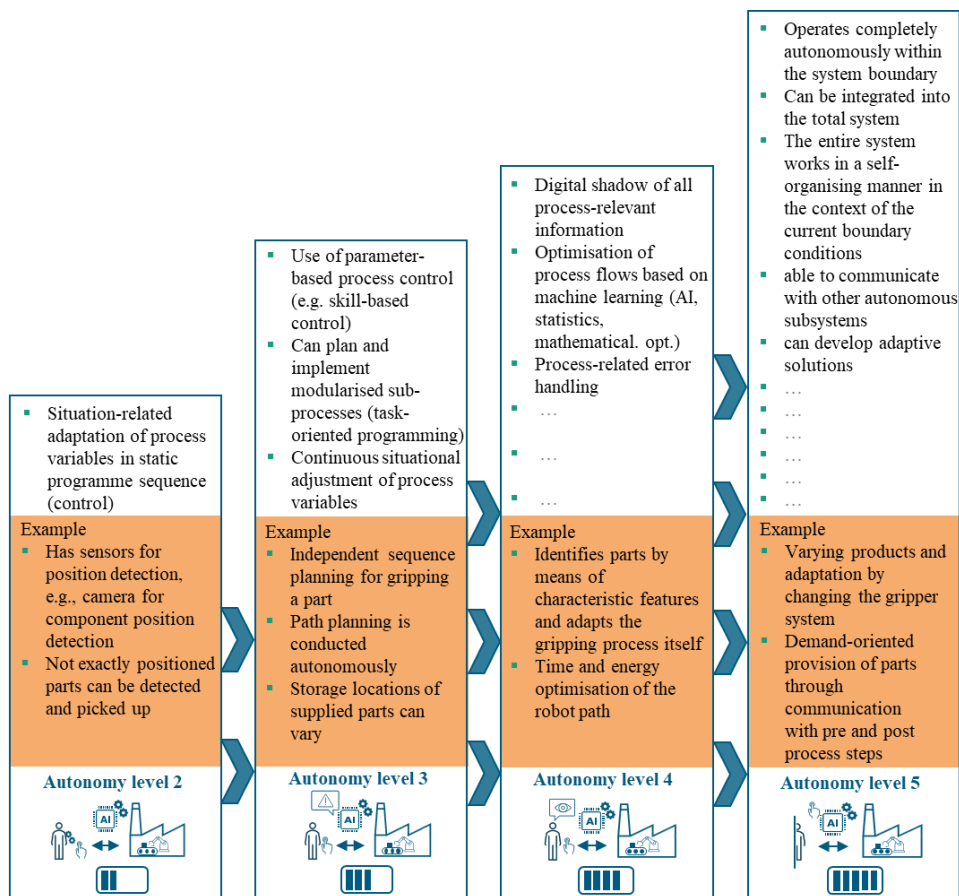 ▪ Situation-related
adaptation of process
variables in static
programme sequence
(control)
Example
▪ Has sensors for
position detection,
e.g., camera for
component position
detection
▪ Not exactly positioned
parts can be detected
and picked up
Autonomy level 2
AI
▪ Use of parameter-
based process control
(e.g. skill-based
control)
▪ Can plan and
implement
modularised sub-
processes (task-
oriented programming)
▪ Continuous situational
adjustment of process
variables
Example
▪ Independent sequence
planning for gripping
a part
▪ Path planning is
conducted
autonomously
▪ Storage locations of
supplied parts can
vary
Autonomy level 3
AI
▪ Digital shadow of all
process-relevant
information
▪ Optimisation of
process flows based on
machine learning (AI,
statistics,
mathematical. opt.)
▪ Process-related error
handling
▪ …
▪ …
▪ …
Example
▪ Identifies parts by
means of
characteristic features
and adapts the
gripping process itself
▪ Time and energy
optimisation of the
robot path
Autonomy level 4
AI
▪ Operates completely
autonomously within
the system boundary
▪ Can be integrated into
the total system
▪ The entire system
works in a self-
organising manner in
the context of the
current boundary
conditions
▪ able to communicate
with other autonomous
subsystems
▪ can develop adaptive
solutions
▪ …
▪ …
▪ …
▪ …
▪ …
▪ …
Example
▪ Varying products and
adaptation by
changing the gripper
system
▪ Demand-oriented
provision of parts
through
communication
with pre and post
process steps
Autonomy level 5
AI